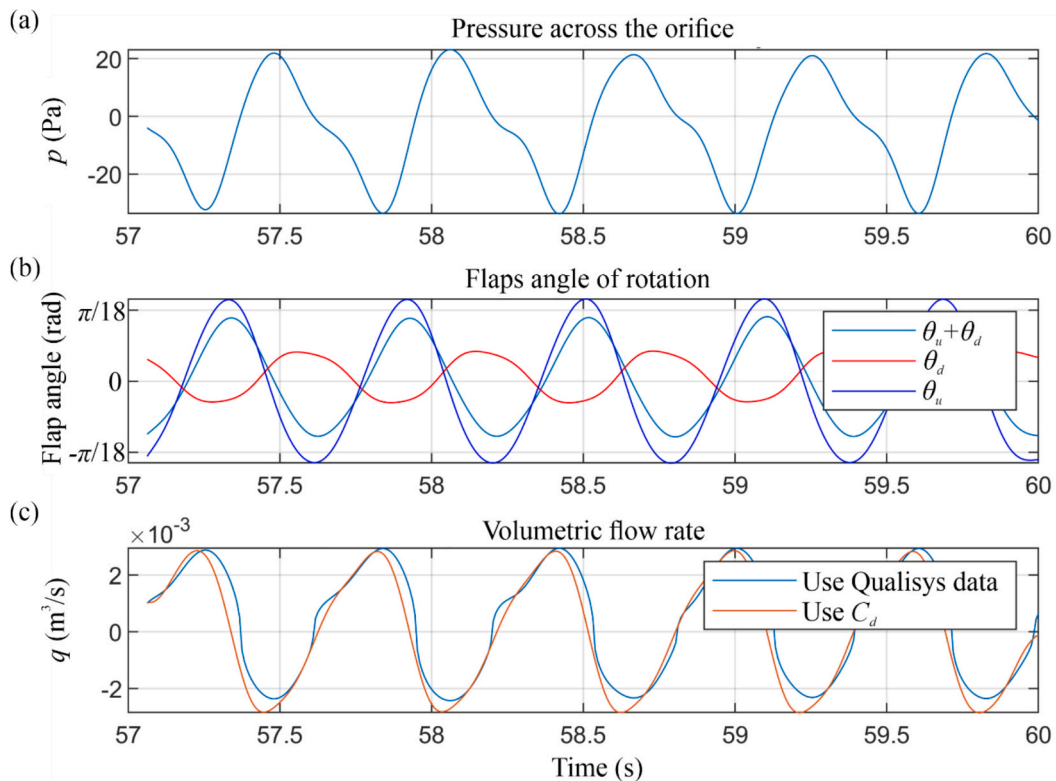 (a)
Pressure across the orifice
p (Pa)
20
0
-20
57 57.5 58 58.5 59 59.5 60
(b)
Flaps angle of rotation
Flap angle (rad)
π/18
0
-π/18
θu+θd
θd
θu
57 57.5 58 58.5 59 59.5 60
(c)
×10-3
Volumetric flow rate
q (m³/s)
2
0
-2
Use Qualisys data
Use Cd
57 57.5 58 58.5 59 59.5 60
Time (s)